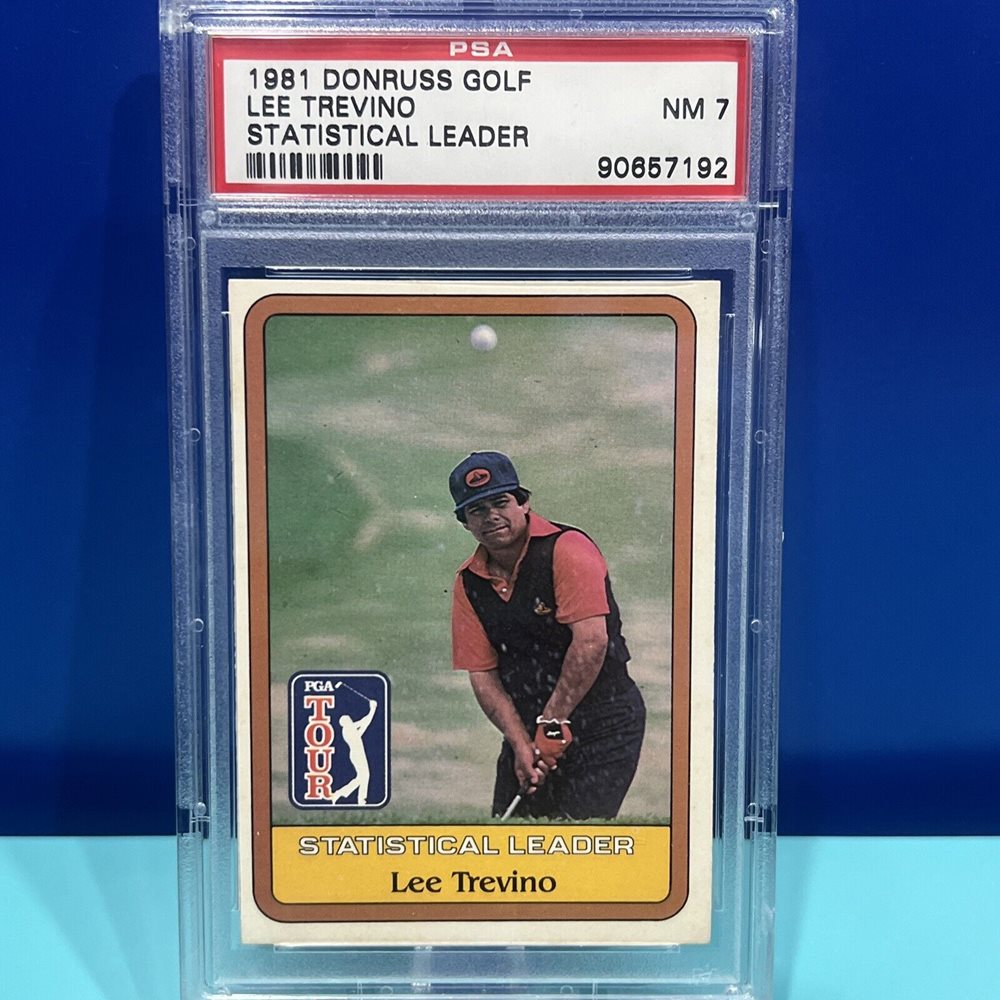 PSA
1981 DONRUSS GOLF
LEE TREVINO NM 7
STATISTICAL LEADER
90657192
PGA
TOUR
STATISTICAL LEADER
Lee Trevino